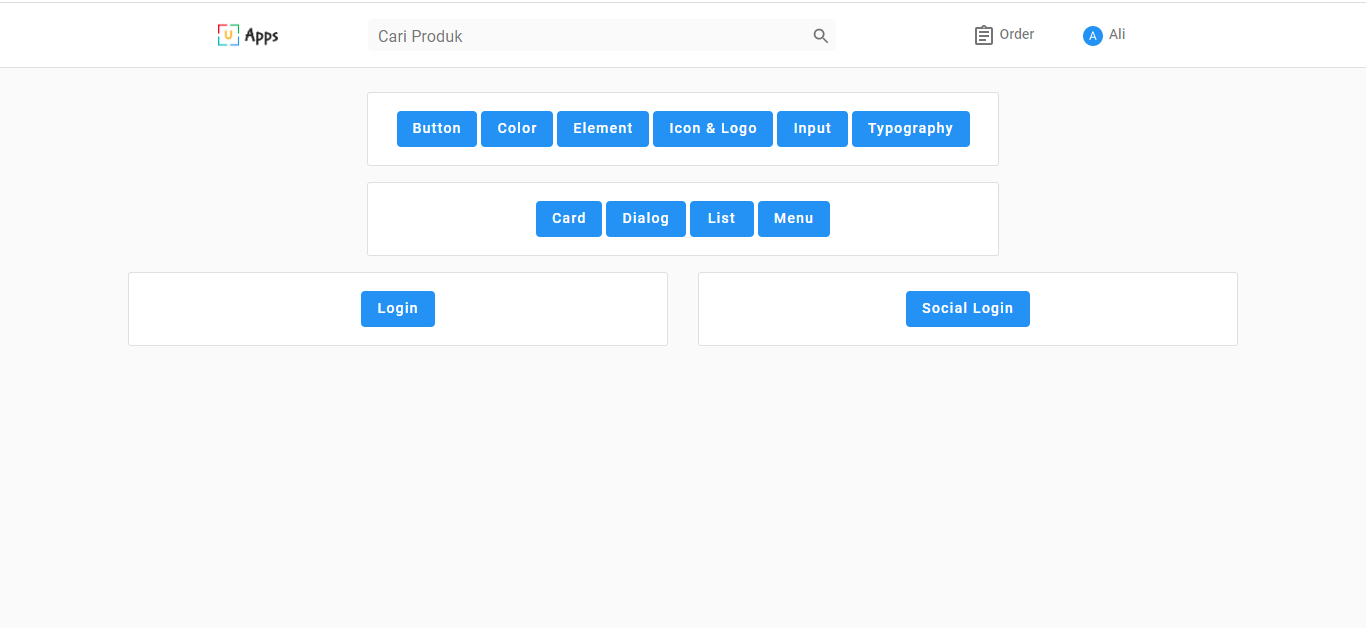 U Apps Cari Produk Order A Ali
Button Color Element Icon & Logo Input Typography
Card Dialog List Menu
Login Social Login